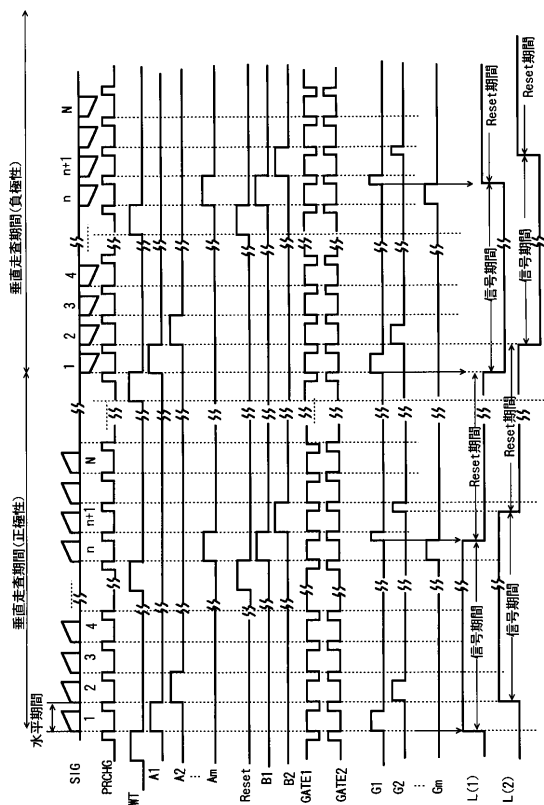 垂直走査期間(正極性)
垂直走査期間(負極性)
水平期間
SIG
1 2 3 4 n n+1 N 1 2 3 4 n n+1 N
PRCHG
WT
A1
A2
⋮
Am
Reset
B1
B2
GATE1
GATE2
G1
G2
⋮
Gm
L(1)
信号期間 Reset期間 信号期間 Reset期間
L(2)
信号期間 Reset期間 信号期間 Reset期間